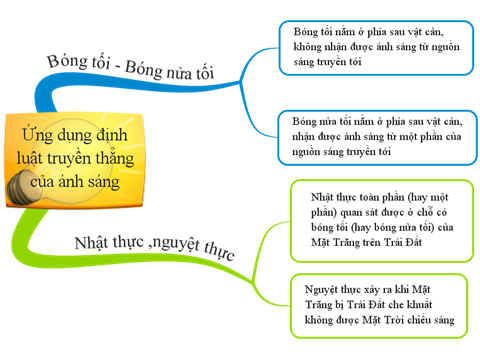 Bóng tối - Bóng nửa tối
Bóng tối nằm ở phía sau vật cản,
không nhận được ánh sáng từ nguồn
sáng truyền tới
Bóng nửa tối nằm ở phía sau vật cản,
nhận được ánh sáng từ một phần của
nguồn sáng truyền tới
Ứng dụng định
luật truyền thẳng
của ánh sáng
Nhật thực ,nguyệt thực
Nhật thực toàn phần (hay một
phần) quan sát được ở chỗ có
bóng tối (hay bóng nửa tối) của
Mặt Trăng trên Trái Đất
Nguyệt thực xảy ra khi Mặt
Trăng bị Trái Đất che khuất
không được Mặt Trời chiếu sáng